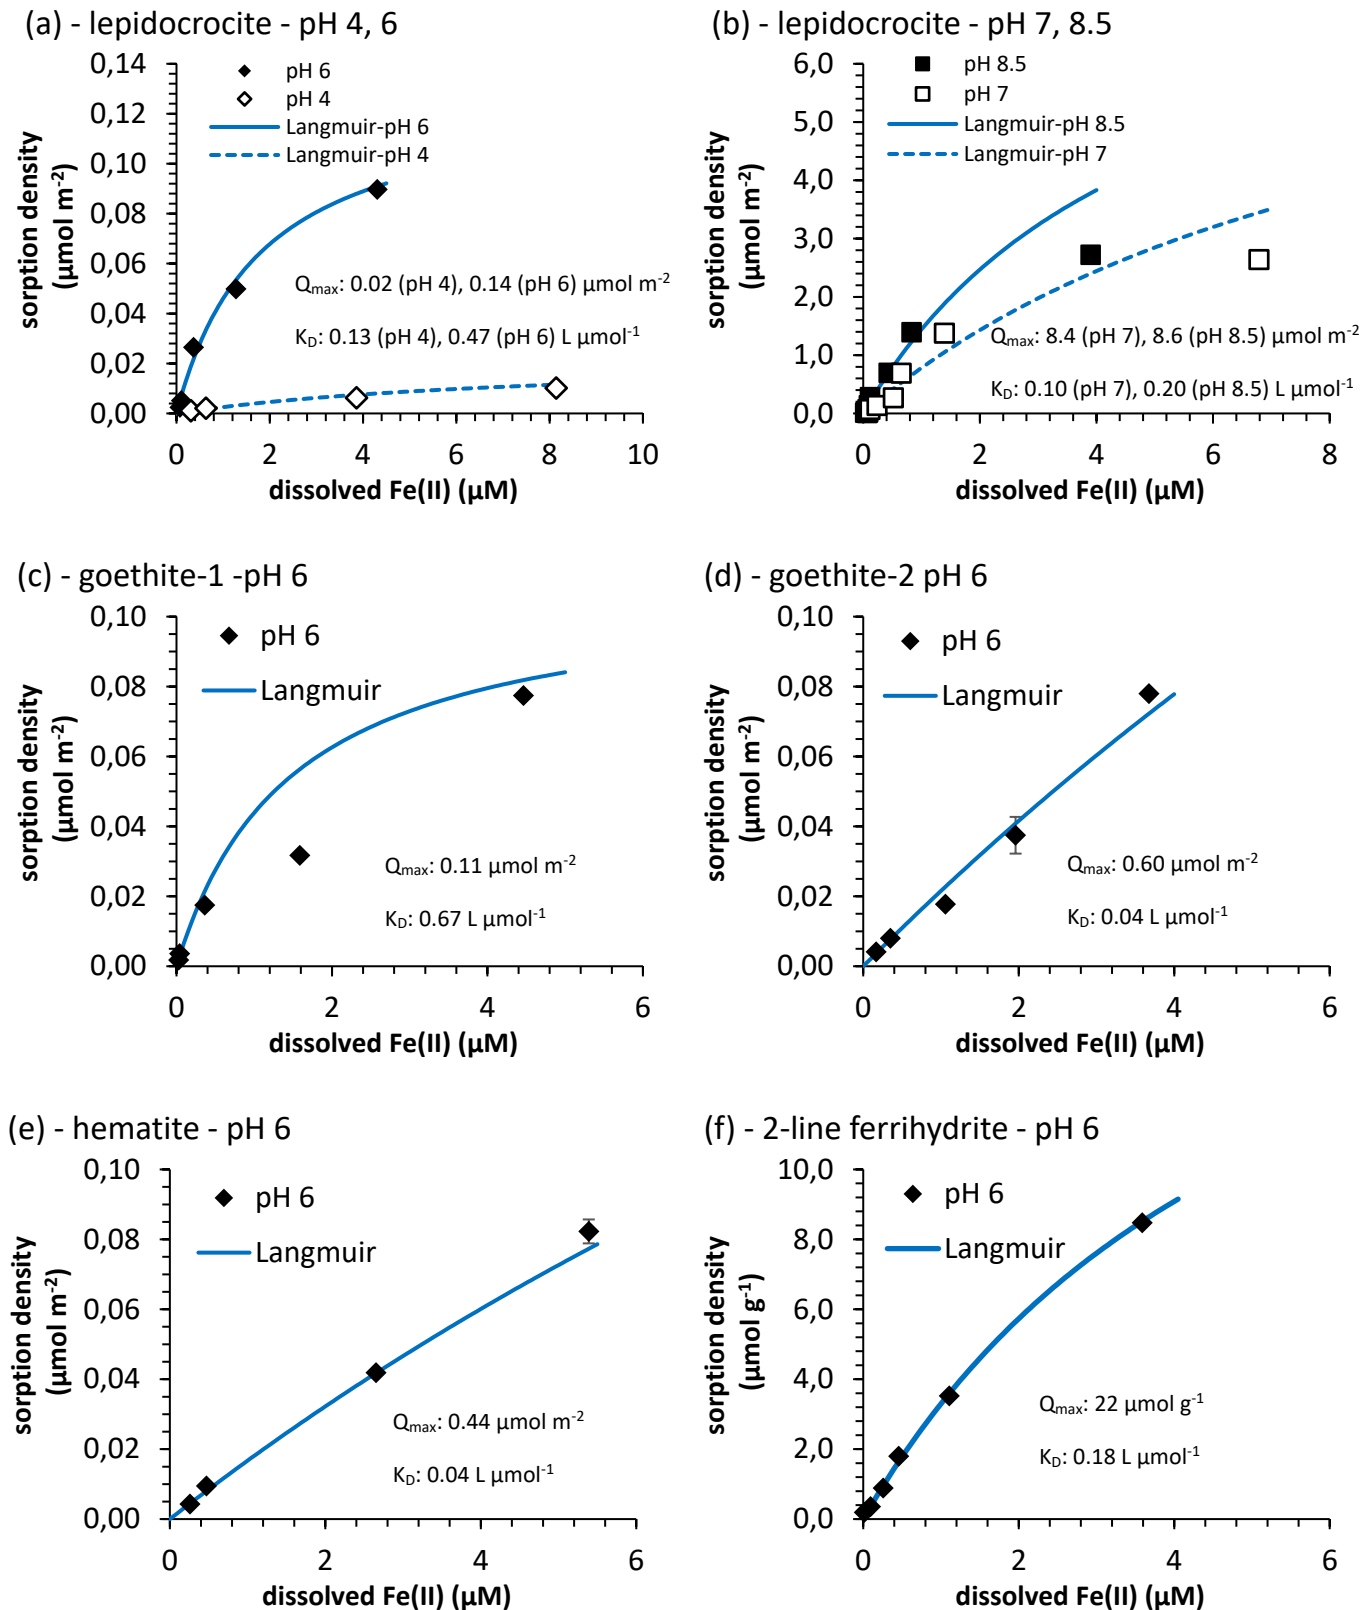 (a) - lepidocrocite - pH 4, 6
0,14
0,12
0,10
0,08
0,06
0,04
0,02
0,00
sorption density
(µmol m-2)
pH 6
pH 4
Langmuir-pH 6
Langmuir-pH 4
Qmax: 0.02 (pH 4), 0.14 (pH 6) µmol m-2
KD: 0.13 (pH 4), 0.47 (pH 6) L µmol-1
0 2 4 6 8 10
dissolved Fe(II) (µM)
(b) - lepidocrocite - pH 7, 8.5
6,0
5,0
4,0
3,0
2,0
1,0
0,0
sorption density
(µmol m-2)
pH 8.5
pH 7
Langmuir-pH 8.5
Langmuir-pH 7
Qmax: 8.4 (pH 7), 8.6 (pH 8.5) µmol m-2
KD: 0.10 (pH 7), 0.20 (pH 8.5) L µmol-1
0 2 4 6 8
dissolved Fe(II) (µM)
(c) - goethite-1 -pH 6
0,10
0,08
0,06
0,04
0,02
0,00
sorption density
(µmol m-2)
pH 6
Langmuir
Qmax: 0.11 µmol m-2
KD: 0.67 L µmol-1
0 2 4 6
dissolved Fe(II) (µM)
(d) - goethite-2 pH 6
0,10
0,08
0,06
0,04
0,02
0,00
sorption density
(µmol m-2)
pH 6
Langmuir
Qmax: 0.60 µmol m-2
KD: 0.04 L µmol-1
0 2 4 6
dissolved Fe(II) (µM)
(e) - hematite - pH 6
0,10
0,08
0,06
0,04
0,02
0,00
sorption density
(µmol m-2)
pH 6
Langmuir
Qmax: 0.44 µmol m-2
KD: 0.04 L µmol-1
0 2 4 6
dissolved Fe(II) (µM)
(f) - 2-line ferrihydrite - pH 6
10,0
8,0
6,0
4,0
2,0
0,0
sorption density
(µmol g-1)
pH 6
Langmuir
Qmax: 22 µmol g-1
KD: 0.18 L µmol-1
0 2 4 6
dissolved Fe(II) (µM)